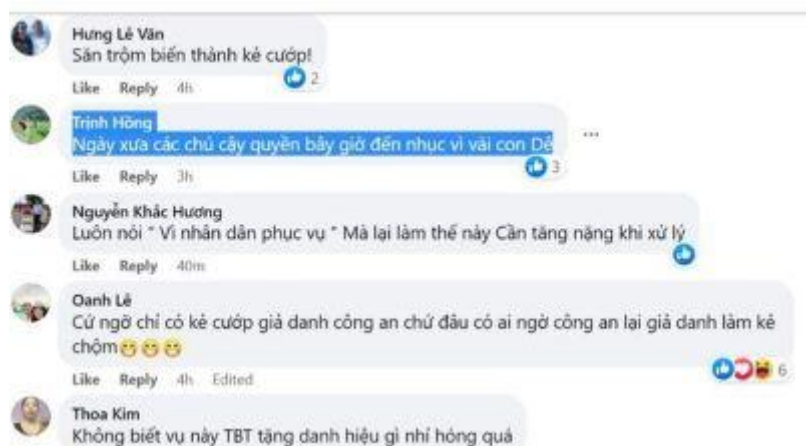 Hưng Lê Văn
Săn trộm biến thành kẻ cướp!
Like Reply 4h 2
Trịnh Hồng
Ngày xưa các chủ cậy quyền bây giờ đến nhục vì vài con Dê
Like Reply 3h 3
Nguyễn Khắc Hương
Luôn nói " Vì nhân dân phục vụ " Mà lại làm thế này Cần tăng nặng khi xử lý
Like Reply 40m
Oanh Lê
Cứ ngỡ chỉ có kẻ cướp giả danh công an chứ đâu có ai ngờ công an lại giả danh làm kẻ
chộm😁😁😁
Like Reply 4h Edited 6
Thoa Kim
Không biết vụ này TBT tặng danh hiệu gì nhỉ hóng quá